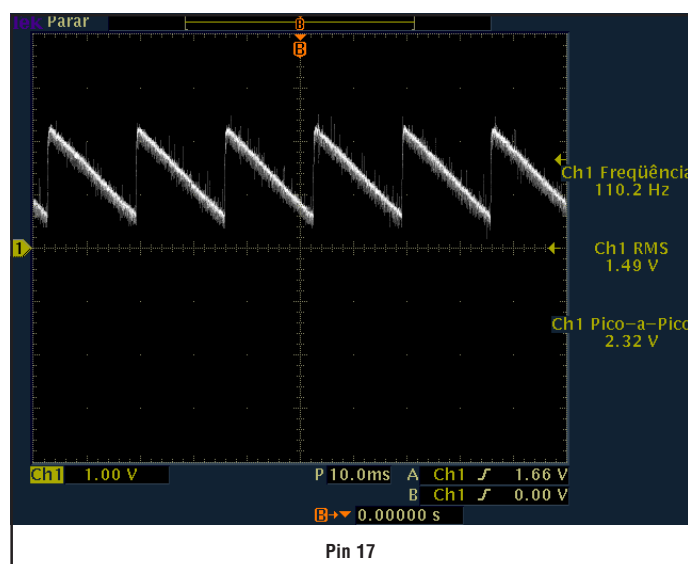 Tek Parar
B
B
Ch1 Freqüência
110.2 Hz
1
Ch1 RMS
1.49 V
Ch1 Pico-a-Pico
2.32 V
Ch1 1.00 V P 10.0ms A Ch1 1.66 V
B Ch1 0.00 V
B 0.00000 s
Pin 17